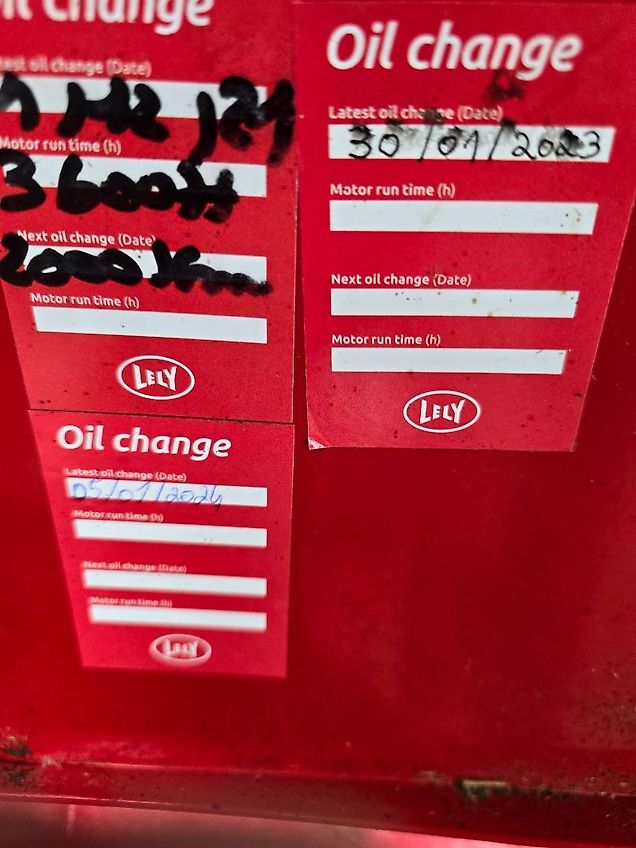 Oil change
Latest oil change (Date)
Motor run time (h)
3600
Next oil change (Date)
2000
Motor run time (h)
LELY
Oil change
Latest oil change (Date)
30/01/2023
Motor run time (h)
Next oil change (Date)
Motor run time (h)
LELY
Oil change
Latest oil change (Date)
05/01/2024
Motor run time (h)
Next oil change (Date)
Motor run time (h)
LELY